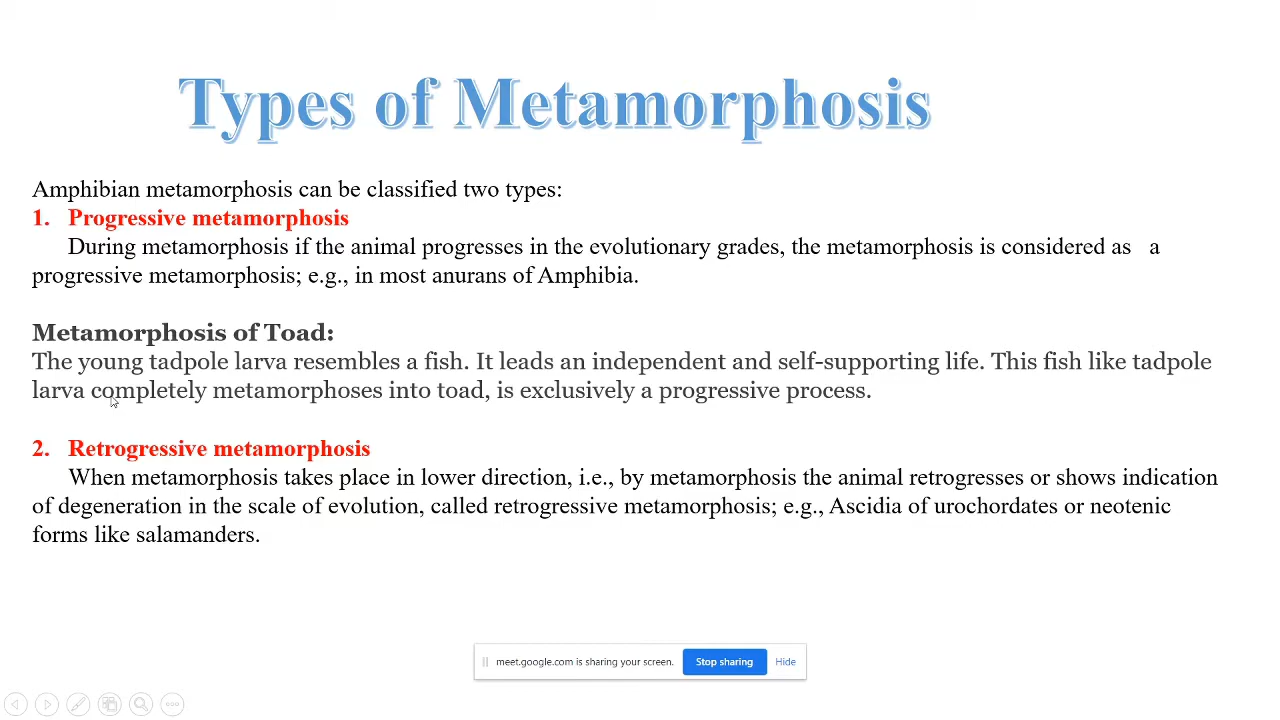 Types of Metamorphosis
Amphibian metamorphosis can be classified two types:
1. Progressive metamorphosis
During metamorphosis if the animal progresses in the evolutionary grades, the metamorphosis is considered as a
progressive metamorphosis; e.g., in most anurans of Amphibia.
Metamorphosis of Toad:
The young tadpole larva resembles a fish. It leads an independent and self-supporting life. This fish like tadpole
larva completely metamorphoses into toad, is exclusively a progressive process.
2. Retrogressive metamorphosis
When metamorphosis takes place in lower direction, i.e., by metamorphosis the animal retrogresses or shows indication
of degeneration in the scale of evolution, called retrogressive metamorphosis; e.g., Ascidia of urochordates or neotenic
forms like salamanders.
meet.google.com is sharing your screen. Stop sharing Hide